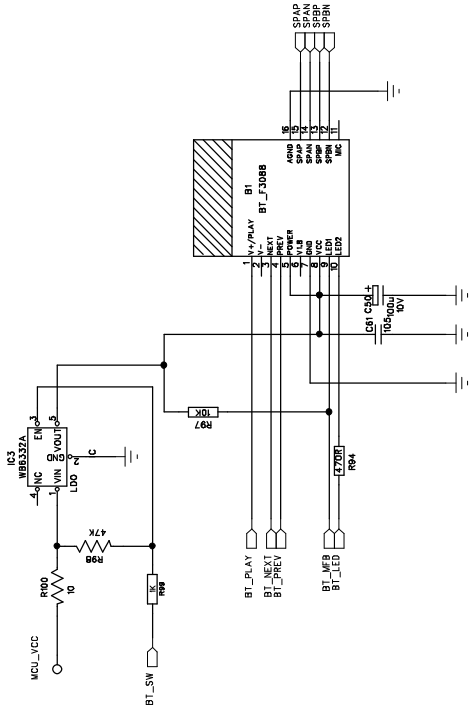 MCU_VCC
R100
10
BT_SW
R99
1K
R98
47K
IC3
WB6332A
LDO
4
NC
EN
3
1
VIN
VOUT
5
GND
2
C
R97
10K
BT_PLAY
BT_NEXT
BT_PREV
BT_MFB
BT_LED
470R
R94
B1
BT_F3088
1 V+/PLAY
2 V-
3 NEXT
4 PREV
5 POWER
6 V1.8
7 GND
8 VCC
9 LED1
10 LED2
AGND 16
SPAP 15
SPAN 14
SPBP 13
SPBN 12
MIC 11
SPAP
SPAN
SPBP
SPBN
C61
105
C50
+
100u
10V